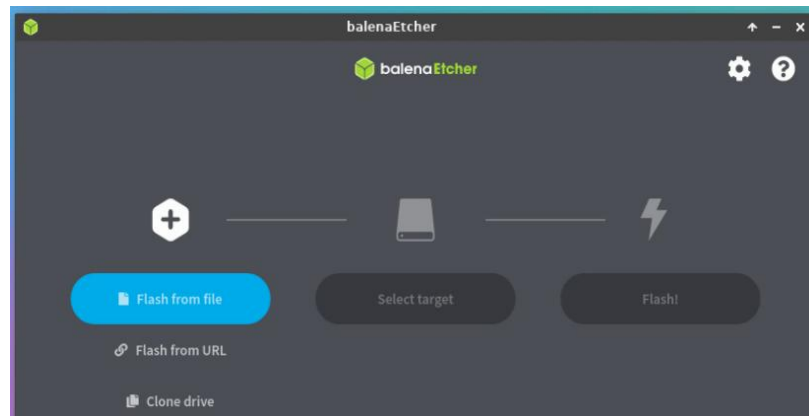 balenaEtcher
balenaEtcher
Flash from file
Select target
Flash!
Flash from URL
Clone drive